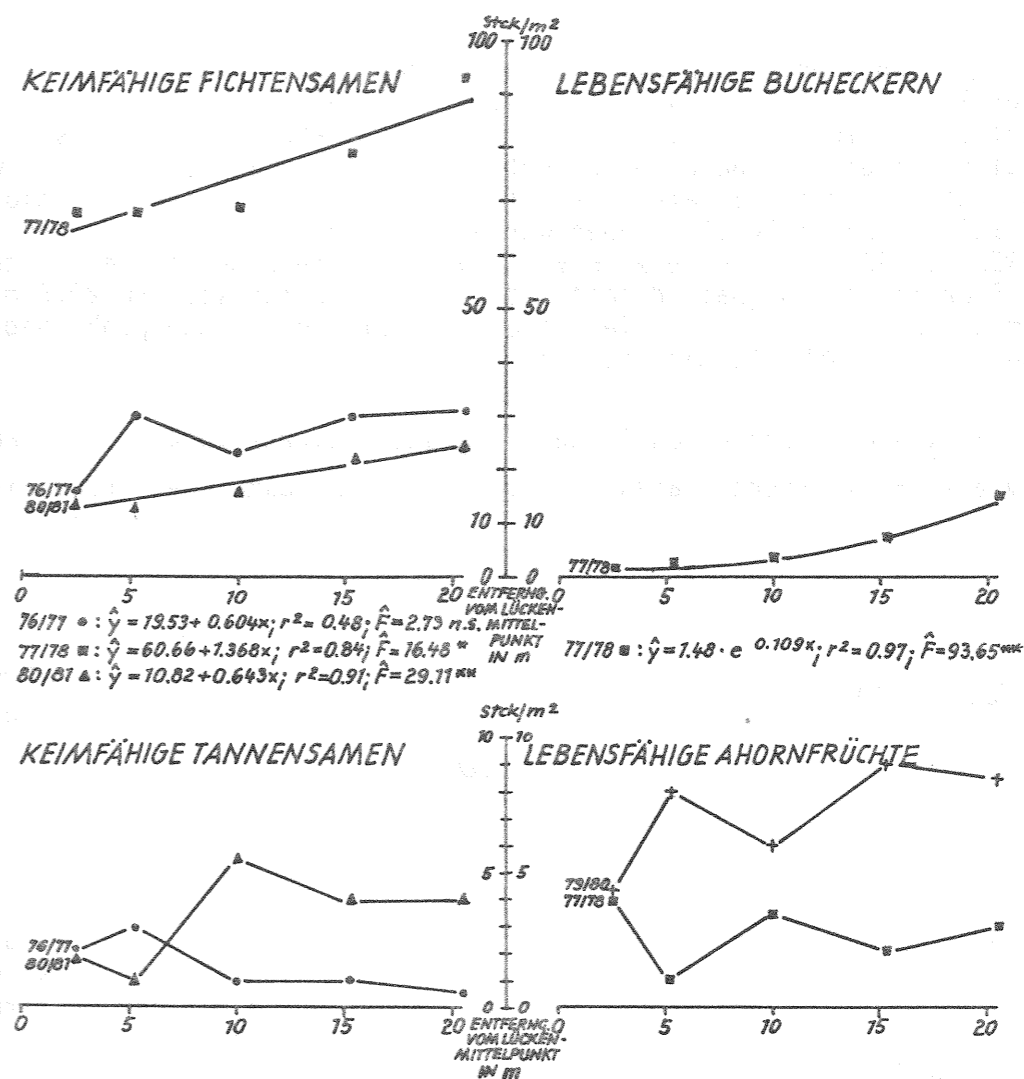 Stck/m²
100 100
KEIMFÄHIGE FICHTENSAMEN
LEBENSFÄHIGE BUCHECKERN
77/78
50 50
76/77
80/81
10 10
77/78
0 0
0 5 10 15 20
0 5 10 15 20
ENTFERNG.
VOM LÜCKEN-
MITTEL-
PUNKT
IN m
76/77 ● : ŷ = 19.53 + 0.604x; r² = 0.48; F̂ = 2.73 n.s.
77/78 ■ : ŷ = 60.66 + 1.368x; r² = 0.84; F̂ = 16.48 *
80/81 ▲ : ŷ = 10.82 + 0.643x; r² = 0.91; F̂ = 29.11 **
77/78 ■ : ŷ = 1.48 · e 0.109x; r² = 0.97; F̂ = 93.65 ***
Stck/m²
10 10
KEIMFÄHIGE TANNENSAMEN
LEBENSFÄHIGE AHORNFRÜCHTE
5 5
79/80
77/78
76/77
80/81
0 0
0 5 10 15 20
0 5 10 15 20
ENTFERNG.
VOM LÜCKEN-
MITTELPUNKT
IN m